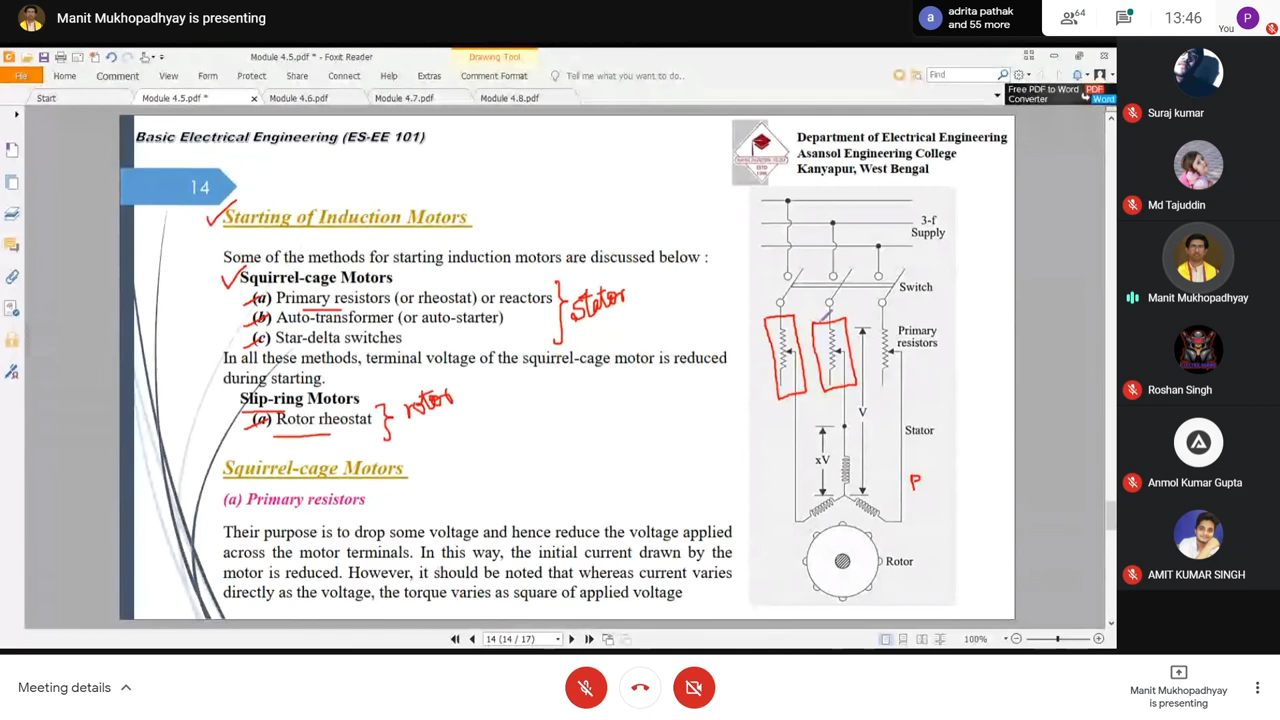 Manit Mukhopadhyay is presenting
a
adrita pathak
and 55 more
64
13:46
You
P
Module 4.5.pdf * - Foxit Reader
Drawing Tool
File
Home
Comment
View
Form
Protect
Share
Connect
Help
Extras
Comment Format
Tell me what you want to do..
Find
Start
Module 4.5.pdf *
Module 4.6.pdf
Module 4.7.pdf
Module 4.8.pdf
Free PDF to Word
Converter
PDF
Word
Basic Electrical Engineering (ES-EE 101)
Department of Electrical Engineering
Asansol Engineering College
Kanyapur, West Bengal
14
Starting of Induction Motors
Some of the methods for starting induction motors are discussed below :
Squirrel-cage Motors
(a) Primary resistors (or rheostat) or reactors
(b) Auto-transformer (or auto-starter)
(c) Star-delta switches
Stator
In all these methods, terminal voltage of the squirrel-cage motor is reduced
during starting.
Slip-ring Motors
(a) Rotor rheostat
rotor
Squirrel-cage Motors
(a) Primary resistors
Their purpose is to drop some voltage and hence reduce the voltage applied
across the motor terminals. In this way, the initial current drawn by the
motor is reduced. However, it should be noted that whereas current varies
directly as the voltage, the torque varies as square of applied voltage
3-f
Supply
Switch
Primary
resistors
V
Stator
xV
P
Rotor
14 (14 / 17)
100%
Suraj kumar
Md Tajuddin
Manit Mukhopadhyay
Roshan Singh
Anmol Kumar Gupta
AMIT KUMAR SINGH
Meeting details
Manit Mukhopadhyay
is presenting